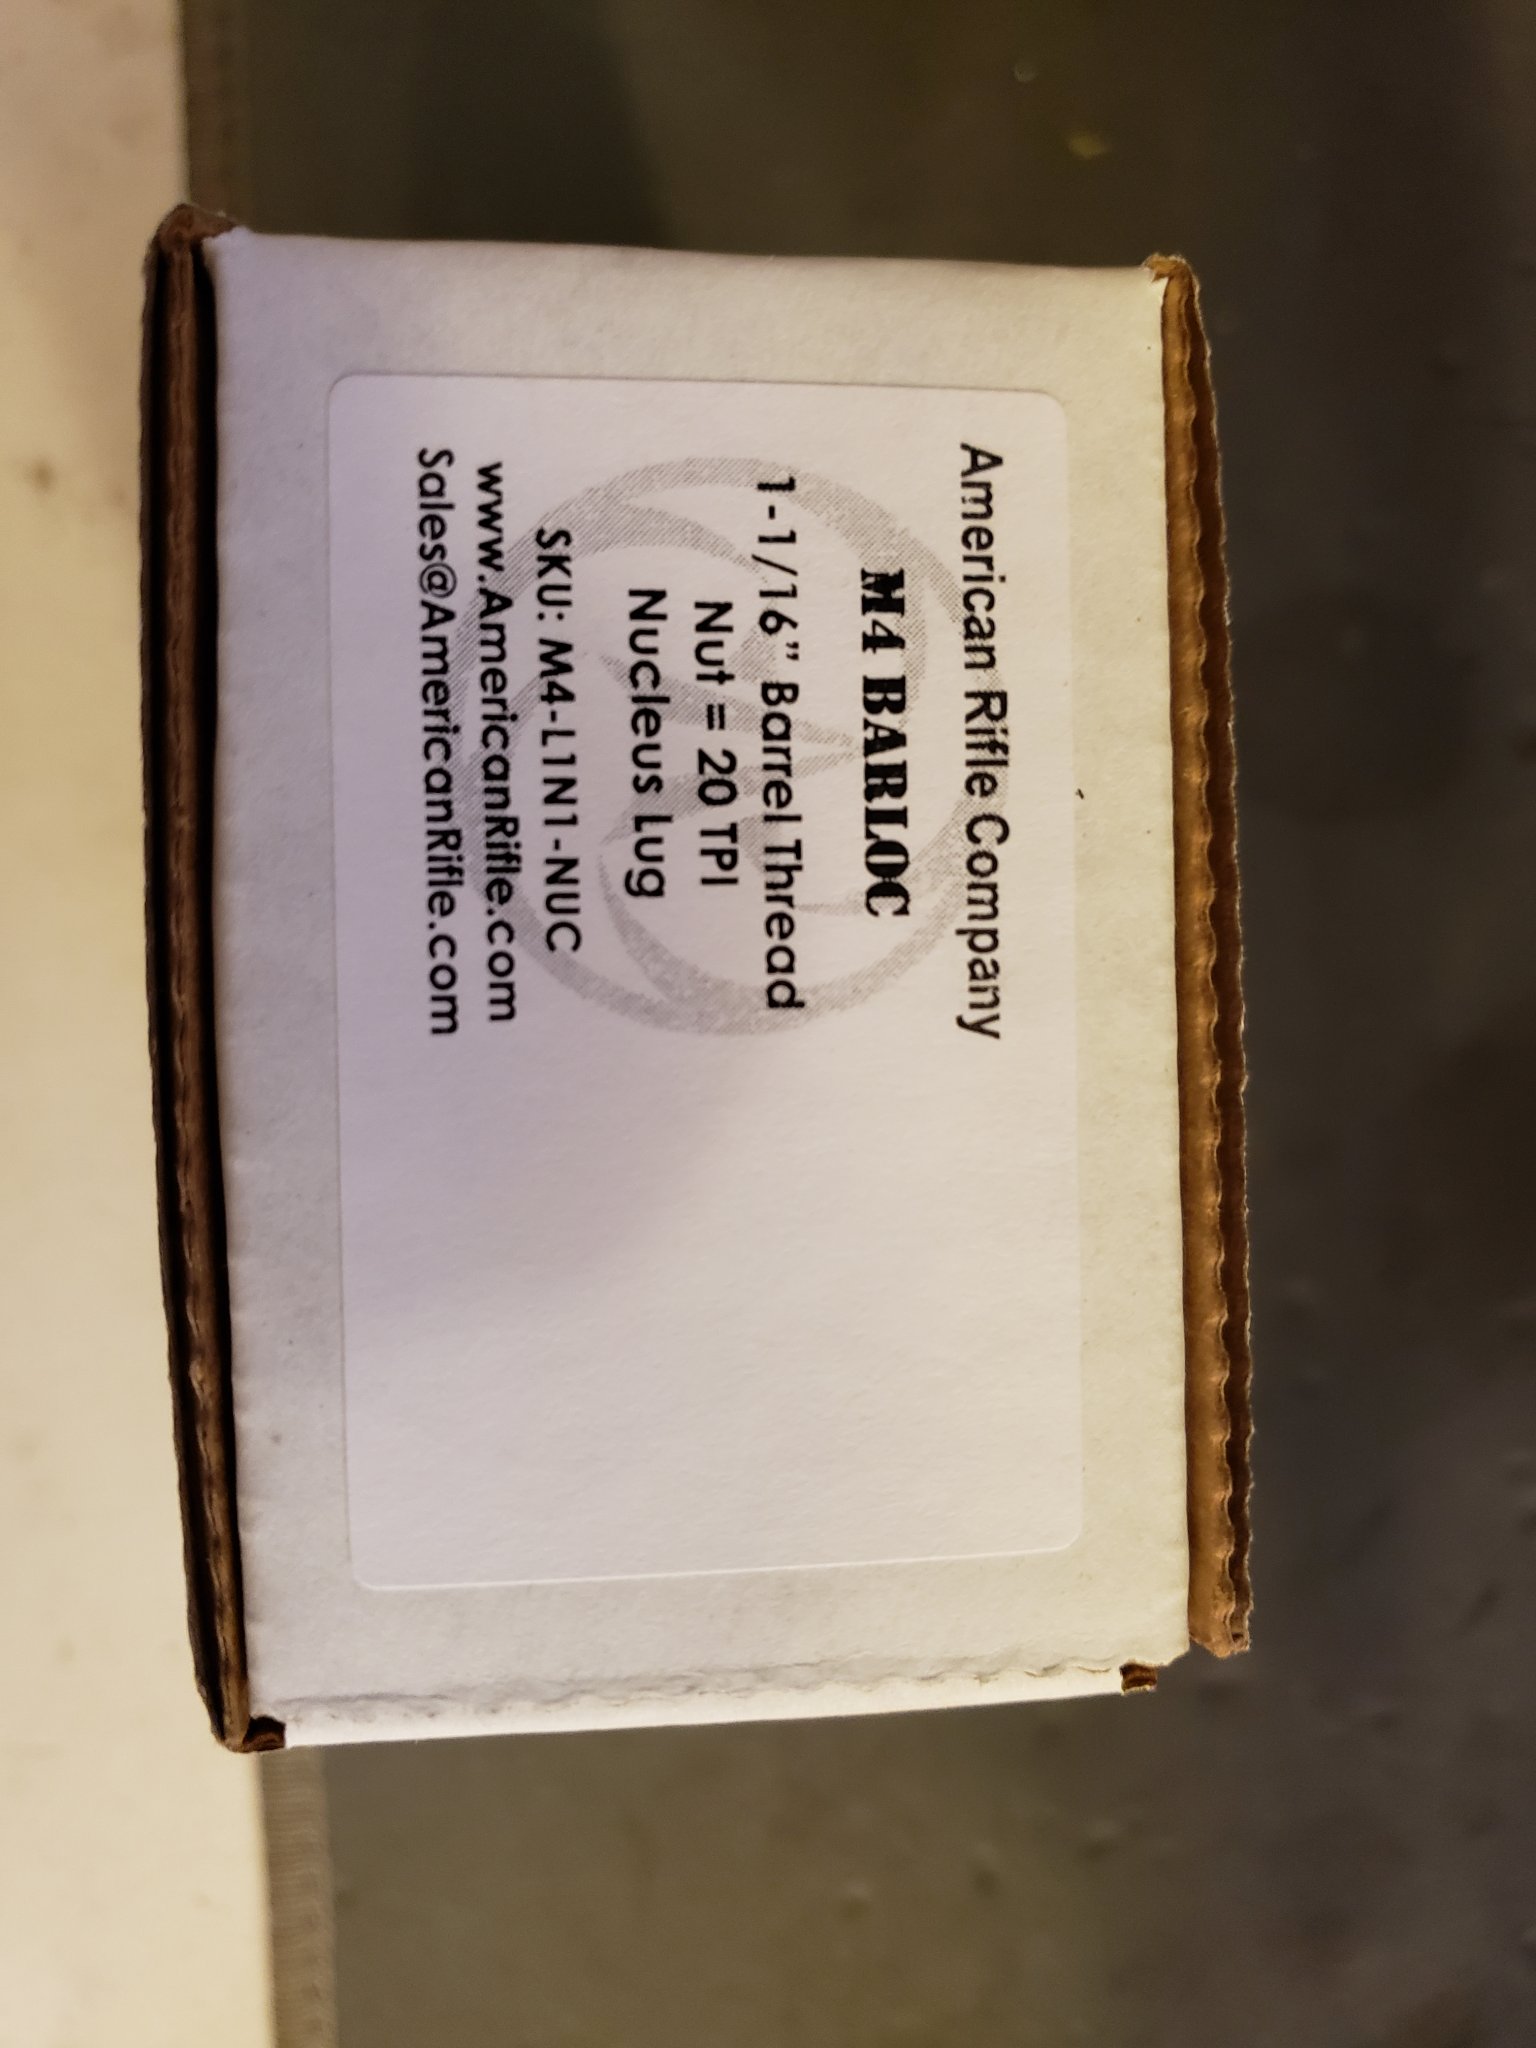 American Rifle Company
M4 BARLOC
1-1/16" Barrel Thread
Nut = 20 TPI
Nucleus Lug
SKU: M4-L1N1-NUC
www.AmericanRifle.com
Sales@AmericanRifle.com